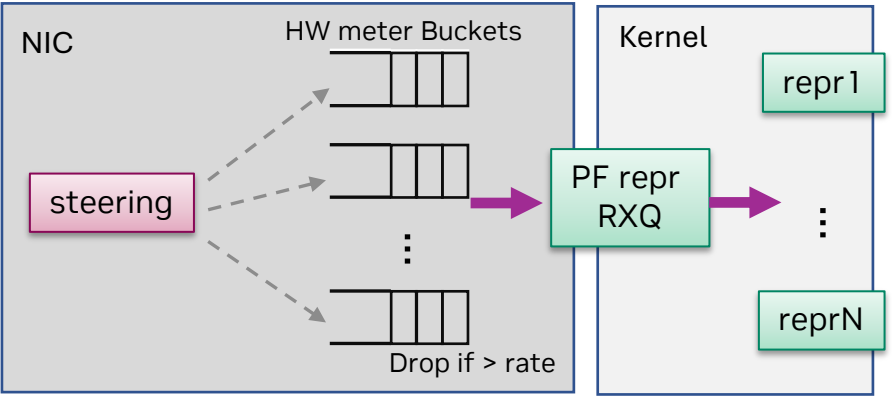 NIC
HW meter Buckets
steering
⋮
Drop if > rate
PF repr
RXQ
Kernel
repr1
⋮
reprN